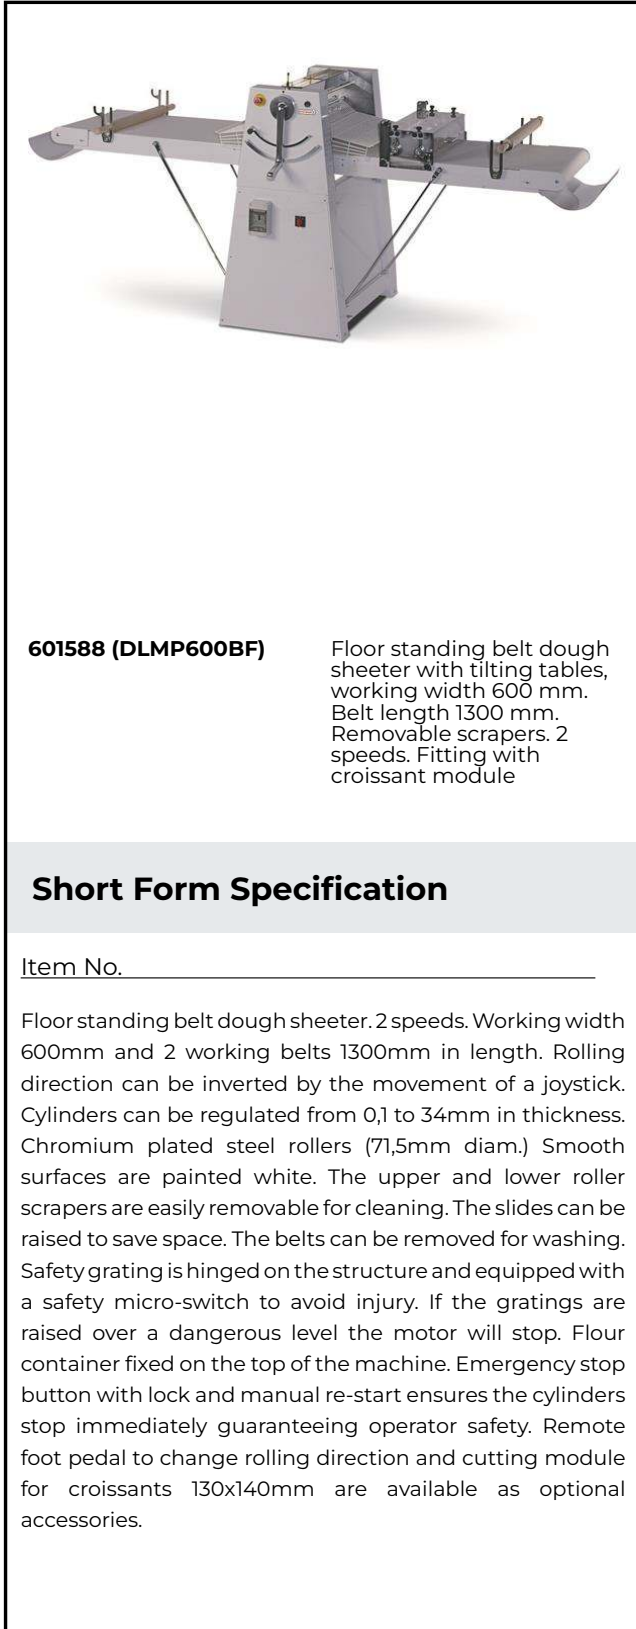 601588 (DLMP600BF)
Floor standing belt dough
sheeter with tilting tables,
working width 600 mm.
Belt length 1300 mm.
Removable scrapers. 2
speeds. Fitting with
croissant module
Short Form Specification
Item No.
Floor standing belt dough sheeter. 2 speeds. Working width
600mm and 2 working belts 1300mm in length. Rolling
direction can be inverted by the movement of a joystick.
Cylinders can be regulated from 0,1 to 34mm in thickness.
Chromium plated steel rollers (71,5mm diam.) Smooth
surfaces are painted white. The upper and lower roller
scrapers are easily removable for cleaning. The slides can be
raised to save space. The belts can be removed for washing.
Safety grating is hinged on the structure and equipped with
a safety micro-switch to avoid injury. If the gratings are
raised over a dangerous level the motor will stop. Flour
container fixed on the top of the machine. Emergency stop
button with lock and manual re-start ensures the cylinders
stop immediately guaranteeing operator safety. Remote
foot pedal to change rolling direction and cutting module
for croissants 130x140mm are available as optional
accessories.